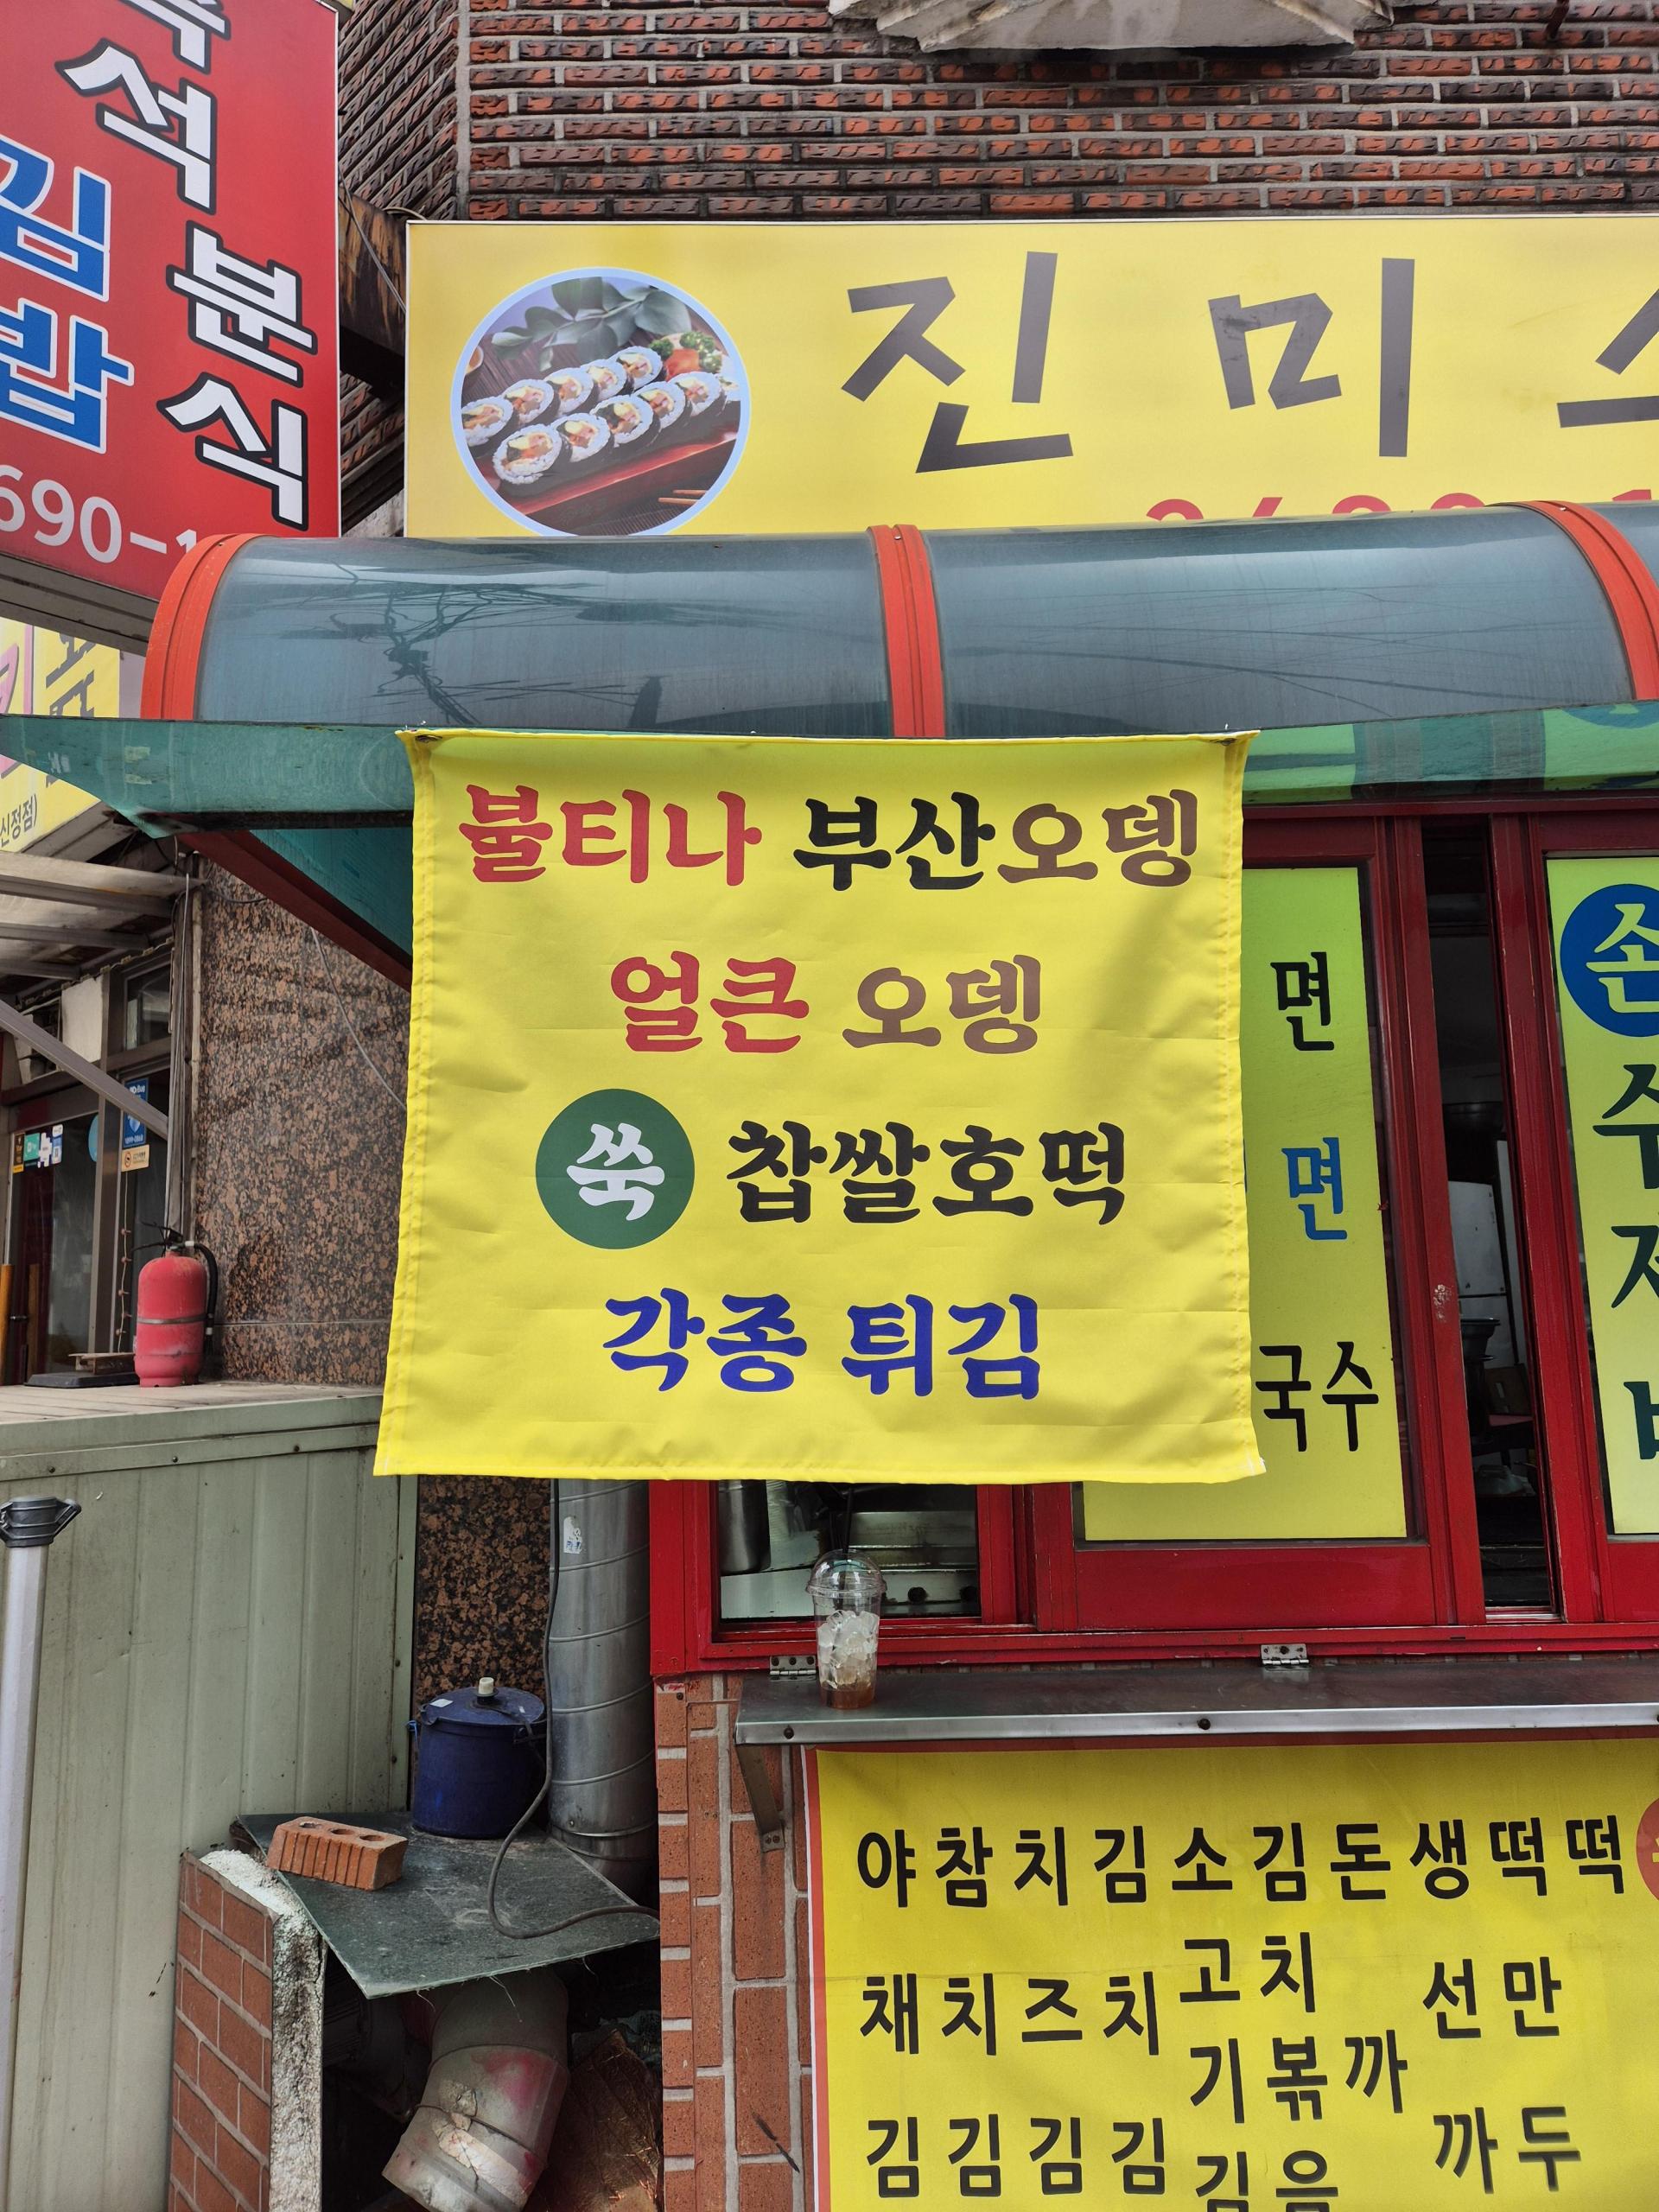 석분식
김밥
690-1
진미
신정점)
불티나 부산오뎅
얼큰 오뎅
쑥 찹쌀호떡
각종 튀김
면
면
국수
손
수
야채김
참치김
치즈김
김치김
소고기김
김치볶음
돈까
생선까
떡만두
떡